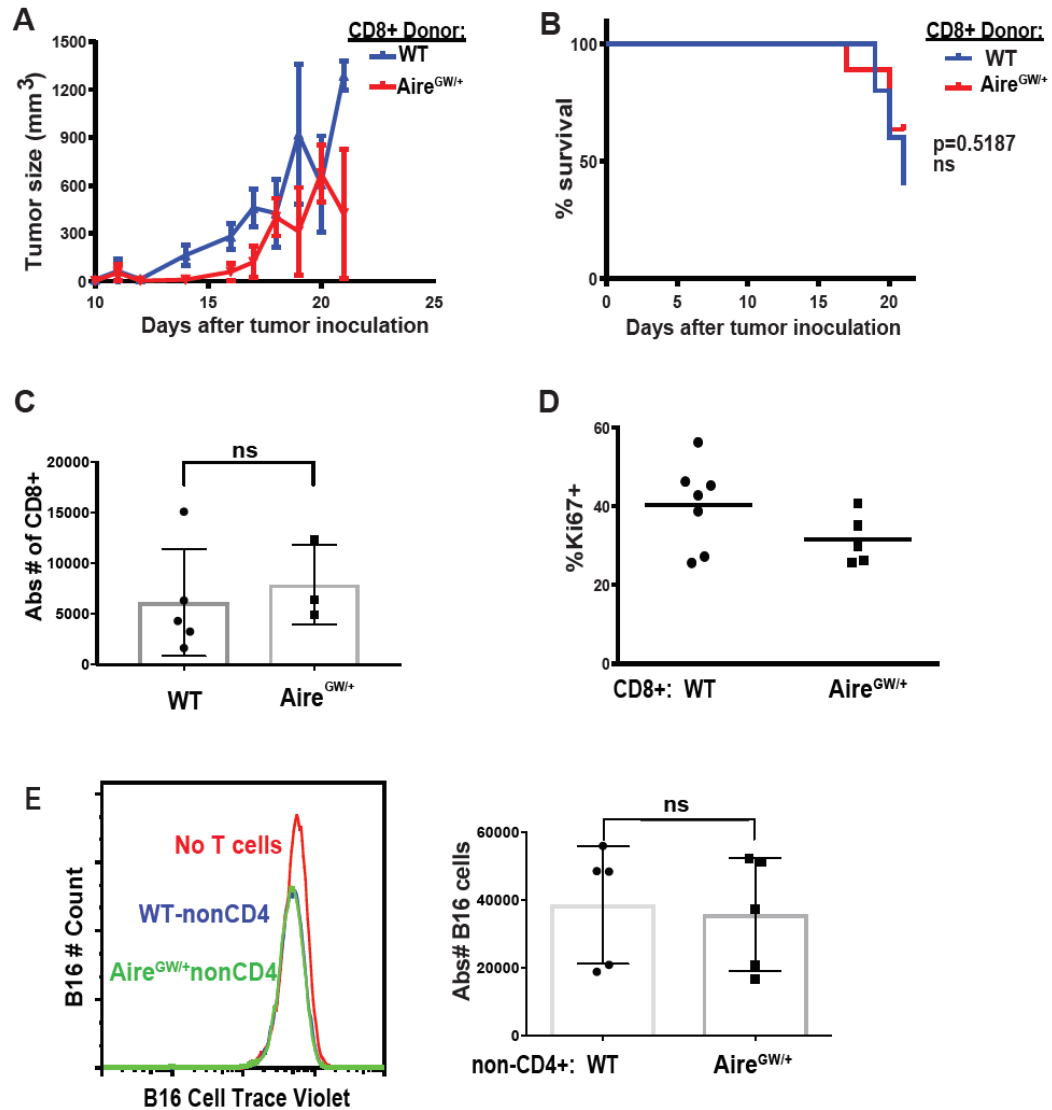 A
CD8+ Donor:
WT
Aire^GW/+
Tumor size (mm³)
1500
1200
900
600
300
0
10
15
20
25
Days after tumor inoculation
B
CD8+ Donor:
WT
Aire^GW/+
p=0.5187
ns
% survival
100
50
0
0
5
10
15
20
Days after tumor inoculation
C
ns
Abs # of CD8+
20000
15000
10000
5000
0
WT
Aire^GW/+
D
%Ki67+
60
40
20
0
CD8+: WT
Aire^GW/+
E
No T cells
WT-nonCD4
Aire^GW/+nonCD4
B16 # Count
B16 Cell Trace Violet
ns
Abs# B16 cells
60000
40000
20000
0
non-CD4+: WT
Aire^GW/+